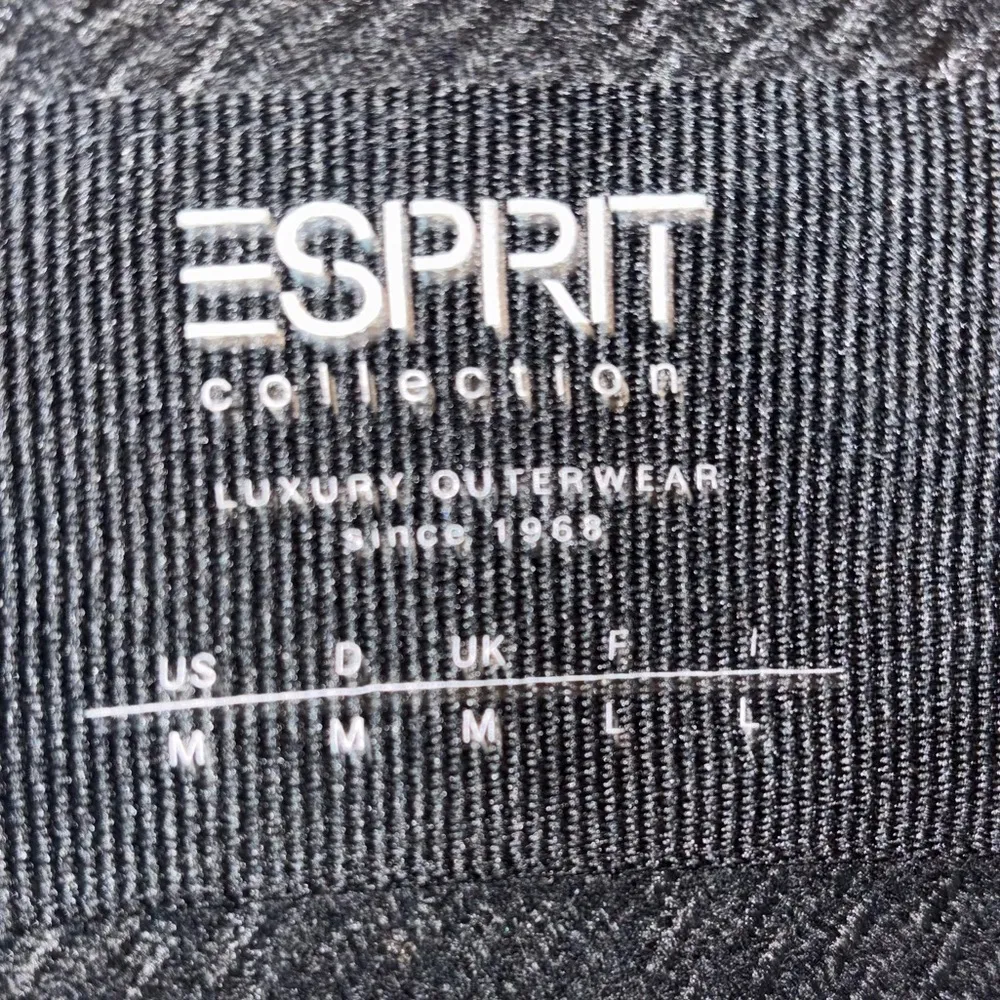 ESPRIT
collection
LUXURY OUTERWEAR
since 1968
US D UK F I
M M M L L